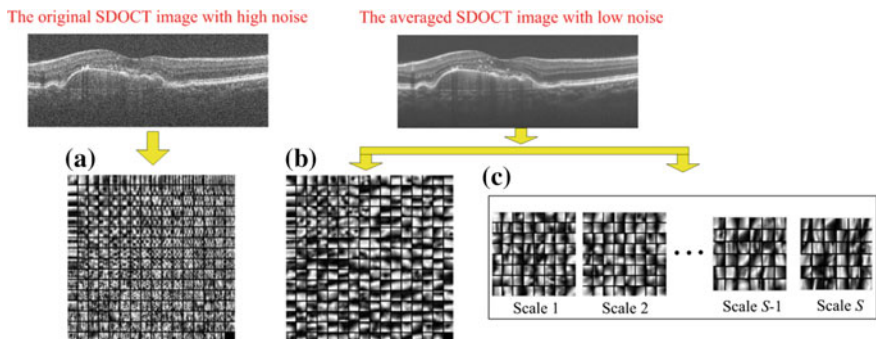 The original SDOCT image with high noise
The averaged SDOCT image with low noise
(a)
(b)
(c)
Scale 1
Scale 2
Scale S-1
Scale S